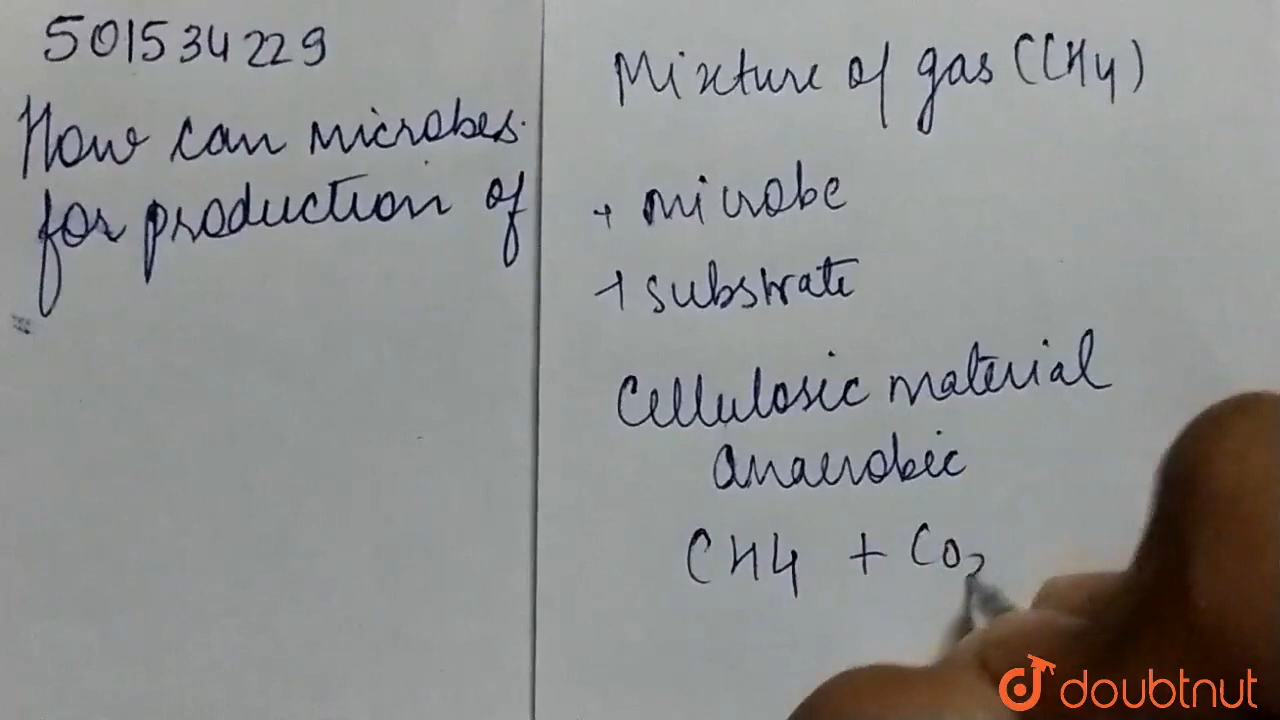 501534229
How can microbes
for production of
Mixture of gas (CH4)
+ microbe
+ substrate
Cellulosic material
anaerobic
CH4 + CO2
doubtnut